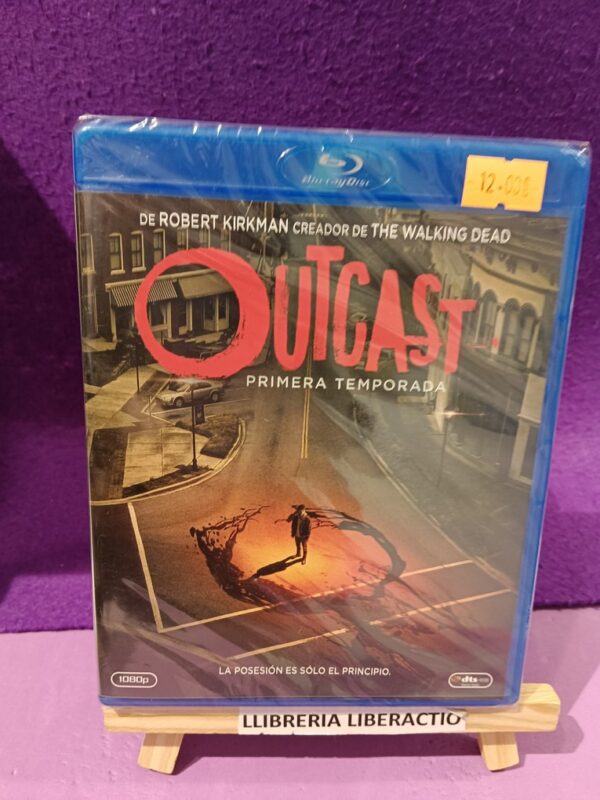 Blu-ray Disc
12.00€
DE ROBERT KIRKMAN CREADOR DE THE WALKING DEAD
OUTCAST
PRIMERA TEMPORADA
LA POSESIÓN ES SÓLO EL PRINCIPIO.
1080p
dts
LLIBRERIA LIBERACTIO